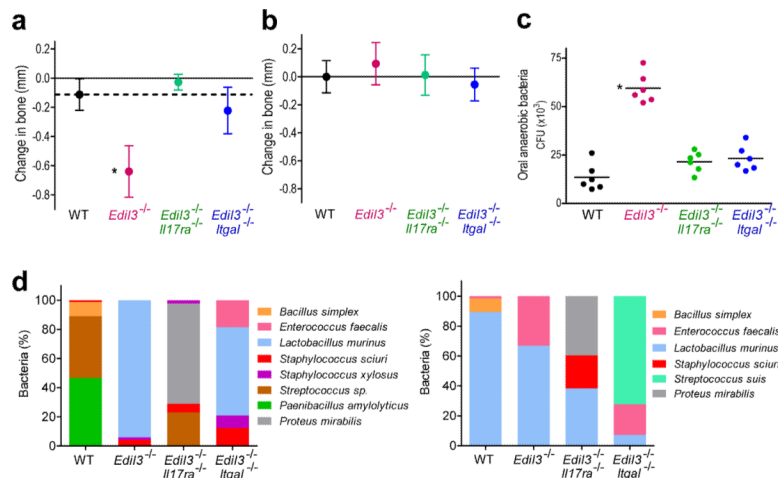 a
Change in bone (mm)
0.2
0.0
-0.2
-0.4
-0.6
-0.8
*
WT
Edil3-/-
Edil3-/-
Il17ra-/-
Edil3-/-
Itgal-/-
b
Change in bone (mm)
0.2
0.0
-0.2
-0.4
-0.6
-0.8
WT
Edil3-/-
Edil3-/-
Il17ra-/-
Edil3-/-
Itgal-/-
c
Oral anaerobic bacteria
CFU (x10³)
75
50
25
0
*
WT
Edil3-/-
Edil3-/-
Il17ra-/-
Edil3-/-
Itgal-/-
d
Bacteria (%)
100
80
60
40
20
0
WT
Edil3-/-
Edil3-/-
Il17ra-/-
Edil3-/-
Itgal-/-
Bacillus simplex
Enterococcus faecalis
Lactobacillus murinus
Staphylococcus sciuri
Staphylococcus xylosus
Streptococcus sp.
Paenibacillus amylolyticus
Proteus mirabilis
Bacteria (%)
100
80
60
40
20
0
WT
Edil3-/-
Edil3-/-
Il17ra-/-
Edil3-/-
Itgal-/-
Bacillus simplex
Enterococcus faecalis
Lactobacillus murinus
Staphylococcus sciuri
Streptococcus suis
Proteus mirabilis